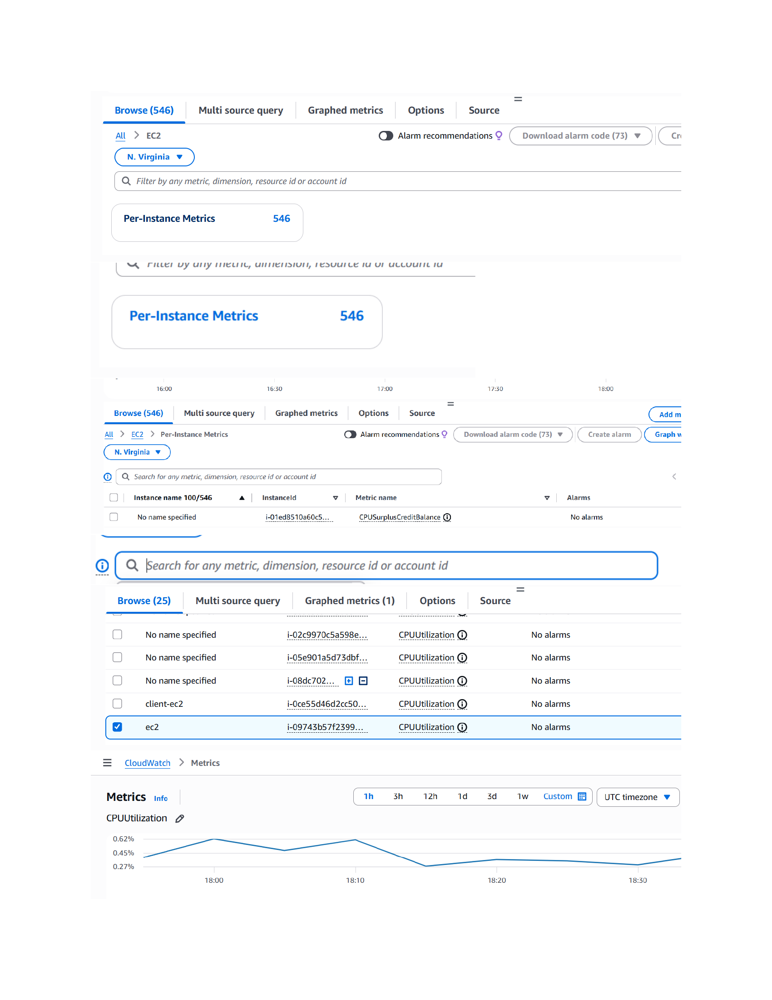 Browse (546) Multi source query Graphed metrics Options Source
All > EC2 Alarm recommendations Download alarm code (73)
N. Virginia
Filter by any metric, dimension, resource id or account id
Per-Instance Metrics 546
Filter by any metric, dimension, resource id or account id
Per-Instance Metrics 546
16:00 16:30 17:00 17:30 18:00
Browse (546) Multi source query Graphed metrics Options Source Add m
All > EC2 > Per-Instance Metrics Alarm recommendations Download alarm code (73) Create alarm Graph w
N. Virginia
Search for any metric, dimension, resource id or account id
Instance name 100/546 InstanceId Metric name Alarms
No name specified i-01ed8510a60c5... CPUSurplusCreditBalance No alarms
Search for any metric, dimension, resource id or account id
Browse (25) Multi source query Graphed metrics (1) Options Source
No name specified i-02c9970c5a598e... CPUUtilization No alarms
No name specified i-05e901a5d73dbf... CPUUtilization No alarms
No name specified i-08dc702... CPUUtilization No alarms
client-ec2 i-0ce55d46d2cc50... CPUUtilization No alarms
ec2 i-09743b57f2399... CPUUtilization No alarms
CloudWatch > Metrics
Metrics Info 1h 3h 12h 1d 3d 1w Custom UTC timezone
CPUUtilization
0.62%
0.45%
0.27%
18:00 18:10 18:20 18:30